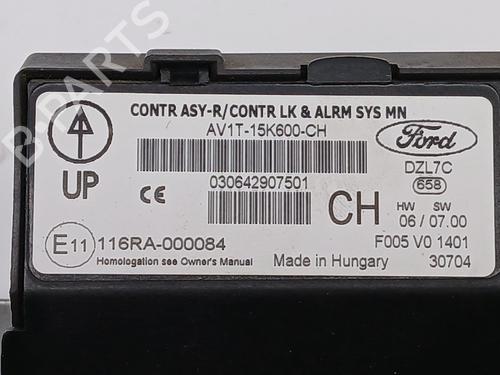 CONTR ASY-R/CONTR LK & ALRM SYS MN
AV1T-15K600-CH
Ford
DZL7C
658
UP
CE
030642907501
CH
HW SW
06 / 07.00
E11
116RA-000084
F005 V0 1401
Homologation see Owner's Manual
Made in Hungary
30704
B PARTS